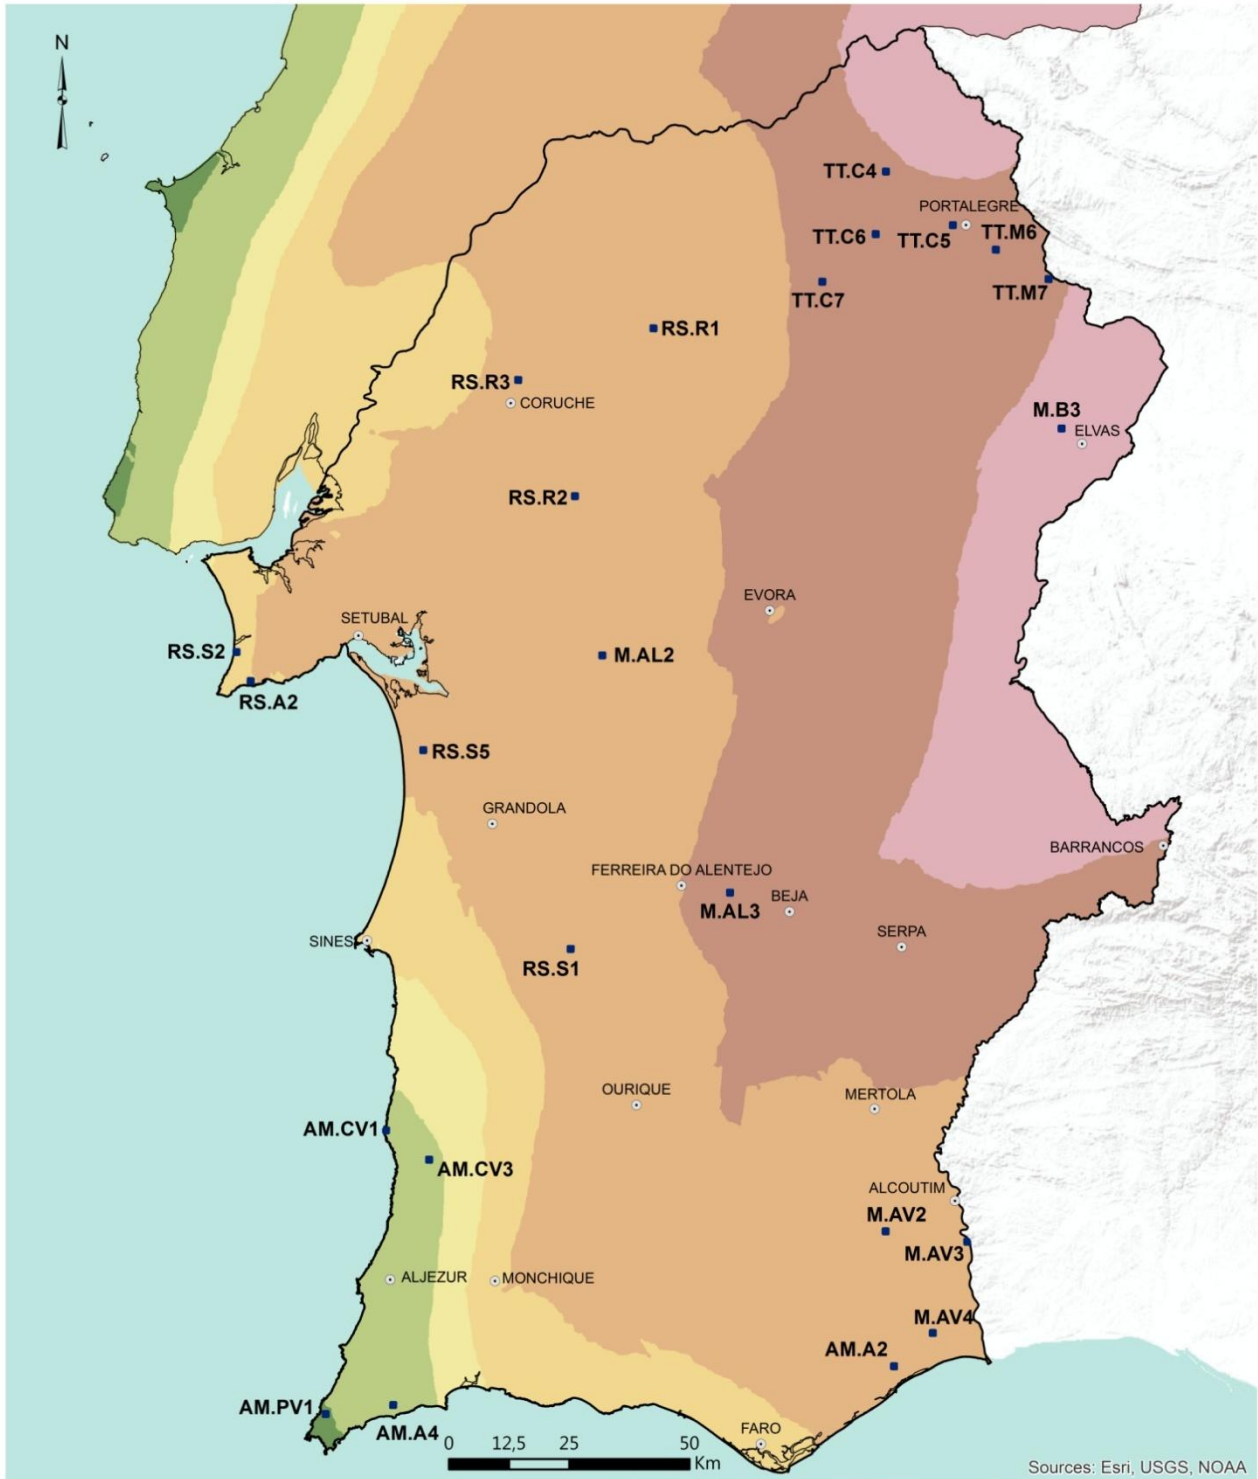 N
TT.C4
PORTALEGRE
TT.C6
TT.C5
TT.M6
TT.C7
TT.M7
RS.R1
RS.R3
CORUCHE
M.B3
ELVAS
RS.R2
EVORA
SETUBAL
RS.S2
M.AL2
RS.A2
RS.S5
GRANDOLA
BARRANCOS
FERREIRA DO ALENTEJO
BEJA
M.AL3
SERPA
SINES
RS.S1
OURIQUE
MERTOLA
AM.CV1
AM.CV3
ALCOUTIM
M.AV2
M.AV3
ALJEZUR
MONCHIQUE
M.AV4
AM.A2
AM.PV1
AM.A4
FARO
0 12,5 25 50
Km
Sources: Esri, USGS, NOAA